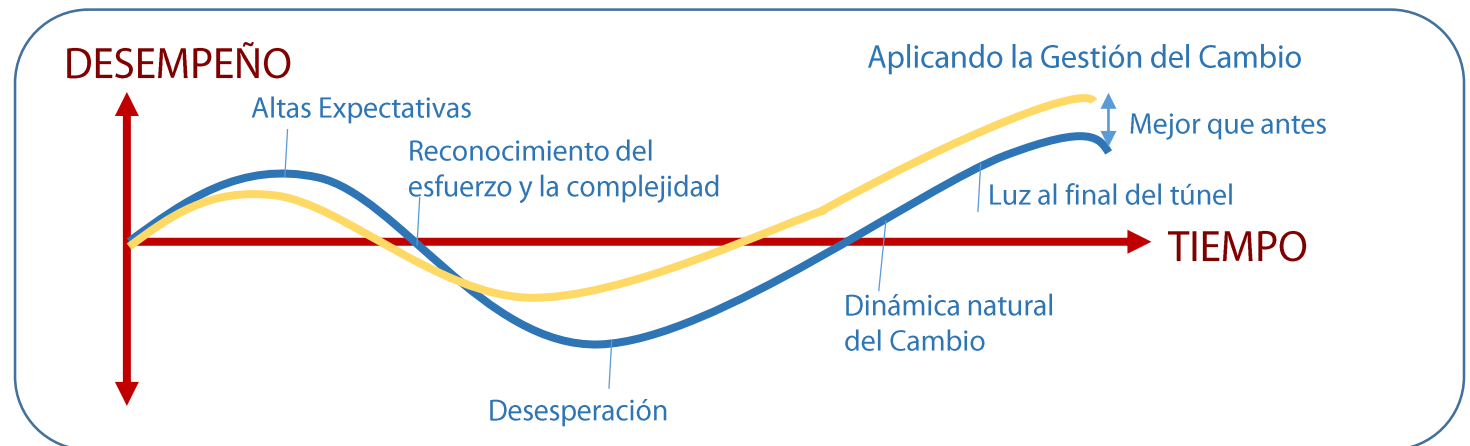 DESEMPEÑO
Altas Expectativas
Reconocimiento del
esfuerzo y la complejidad
Aplicando la Gestión del Cambio
Mejor que antes
Luz al final del túnel
TIEMPO
Dinámica natural
del Cambio
Desesperación